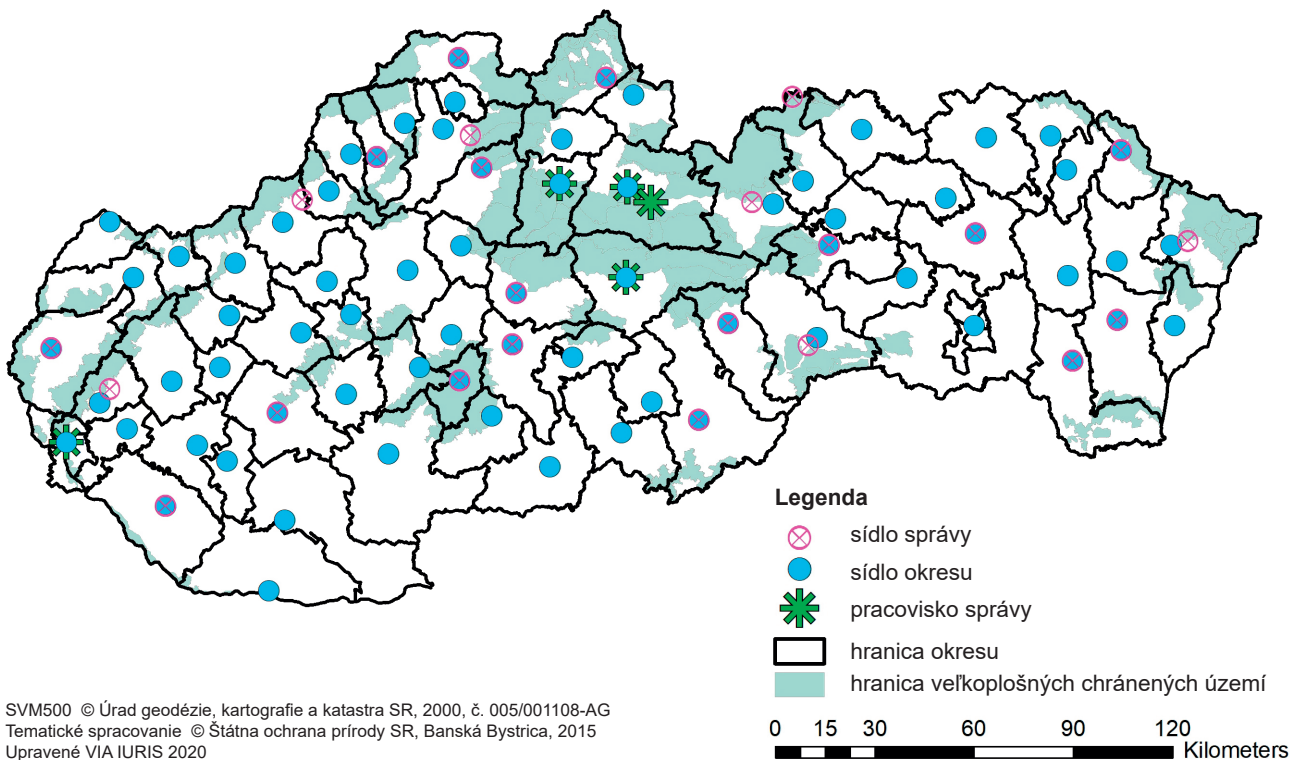 Legenda
sídlo správy
sídlo okresu
pracovisko správy
hranica okresu
hranica veľkoplošných chránených území
0 15 30 60 90 120
Kilometers
SVM500 © Úrad geodézie, kartografie a katastra SR, 2000, č. 005/001108-AG
Tematické spracovanie © Štátna ochrana prírody SR, Banská Bystrica, 2015
Upravené VIA IURIS 2020